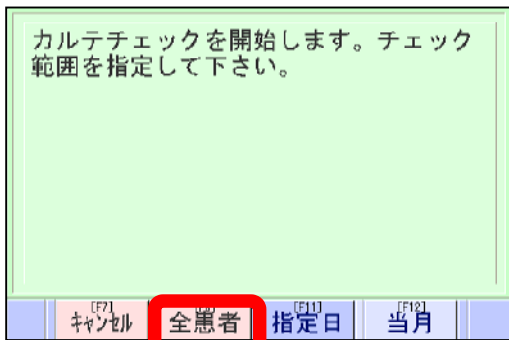 カルテチェックを開始します。チェック
範囲を指定して下さい。
[F7] [F11] [F12]
キャンセル 全患者 指定日 当月